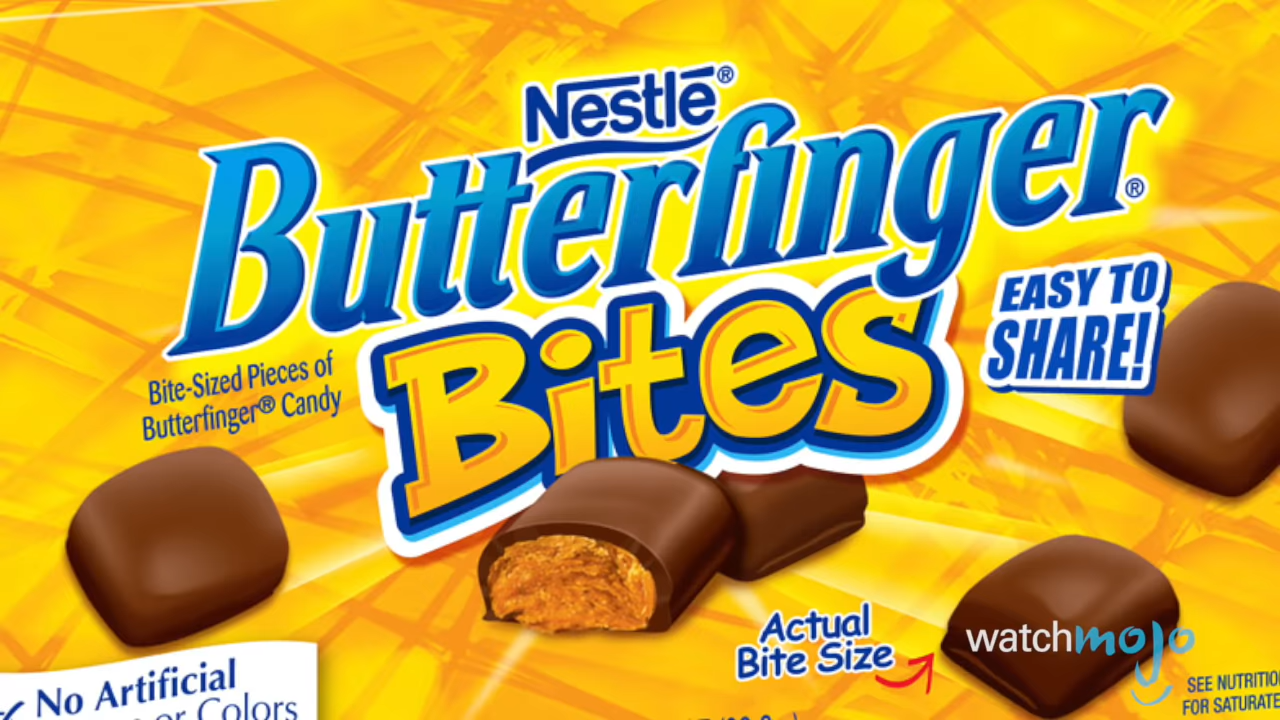 Nestlé®
Butterfinger®
Bites
EASY TO
SHARE!
Bite-Sized Pieces of
Butterfinger® Candy
Actual
Bite Size
watchmojo
No Artificial
or Colors
SEE NUTRITIO
FOR SATURATE